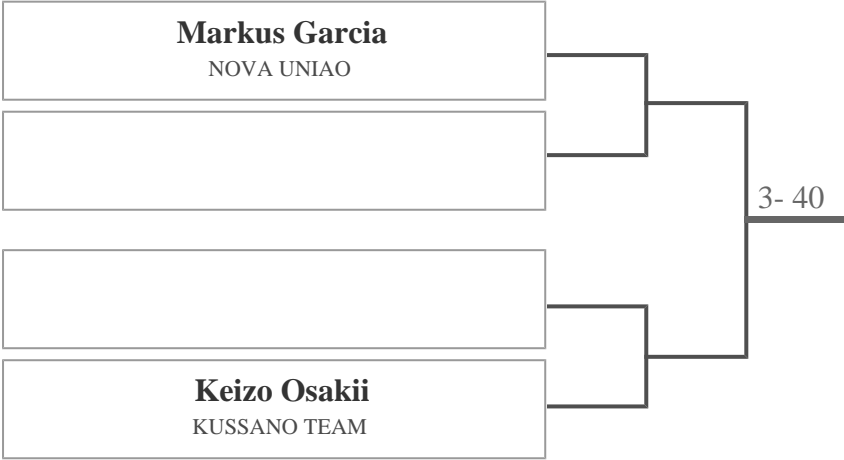 Markus Garcia
NOVA UNIAO
3- 40
Keizo Osakii
KUSSANO TEAM